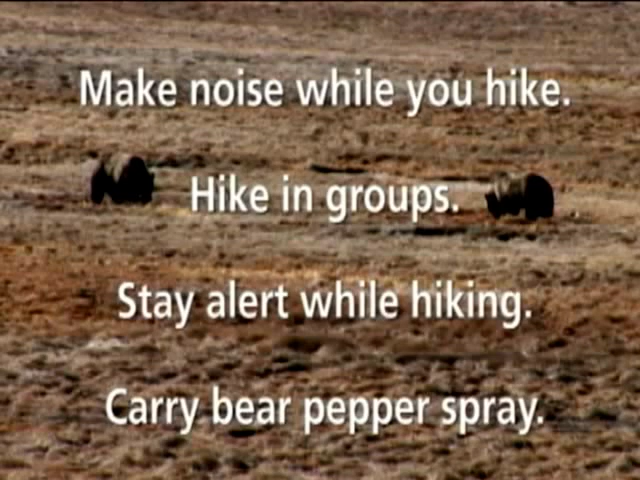 Make noise while you hike.
Hike in groups.
Stay alert while hiking.
Carry bear pepper spray.